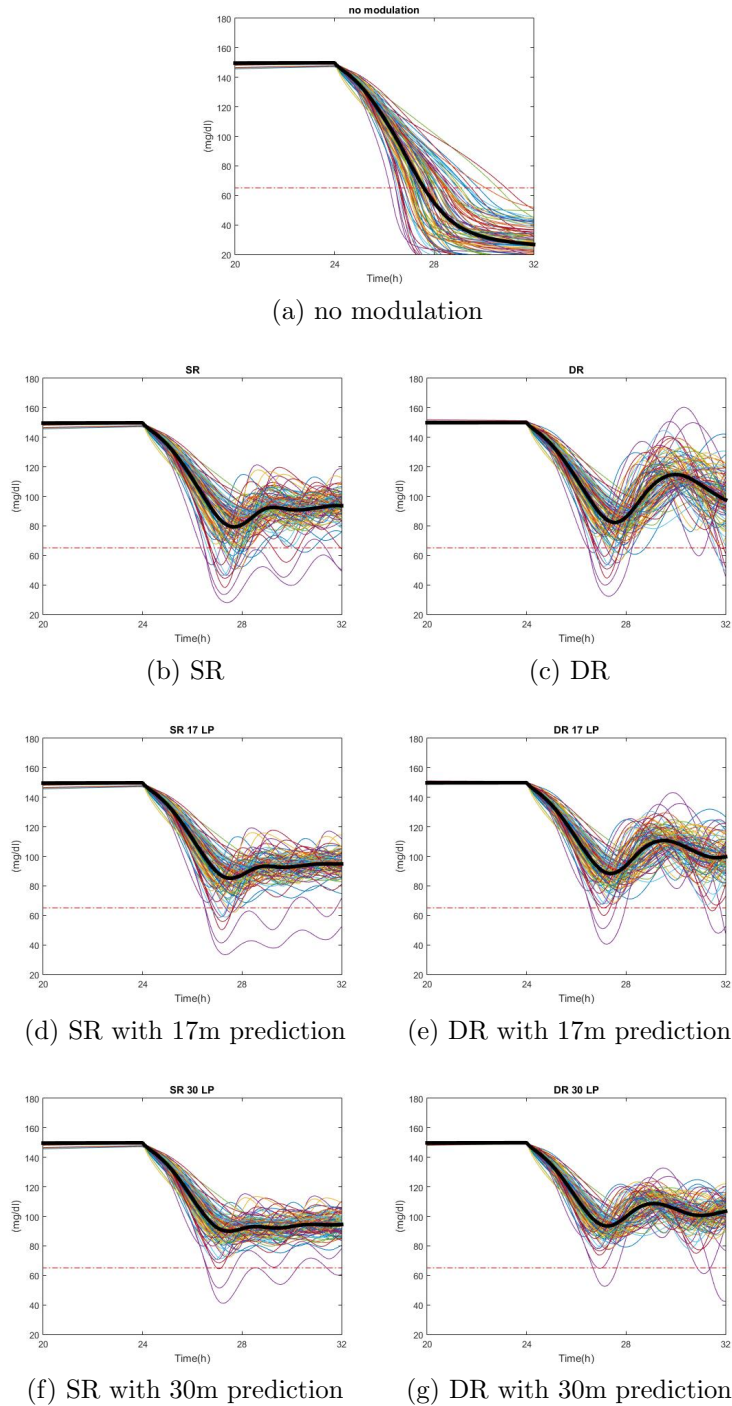 no modulation
180
160
140
120
100
80
60
40
20
(mg/dl)
20 24 28 32
Time(h)
(a) no modulation
SR
180
160
140
120
100
80
60
40
20
(mg/dl)
20 24 28 32
Time(h)
(b) SR
DR
180
160
140
120
100
80
60
40
20
(mg/dl)
20 24 28 32
Time(h)
(c) DR
SR 17 LP
180
160
140
120
100
80
60
40
20
(mg/dl)
20 24 28 32
Time(h)
(d) SR with 17m prediction
DR 17 LP
180
160
140
120
100
80
60
40
20
(mg/dl)
20 24 28 32
Time(h)
(e) DR with 17m prediction
SR 30 LP
180
160
140
120
100
80
60
40
20
(mg/dl)
20 24 28 32
Time(h)
(f) SR with 30m prediction
DR 30 LP
180
160
140
120
100
80
60
40
20
(mg/dl)
20 24 28 32
Time(h)
(g) DR with 30m prediction